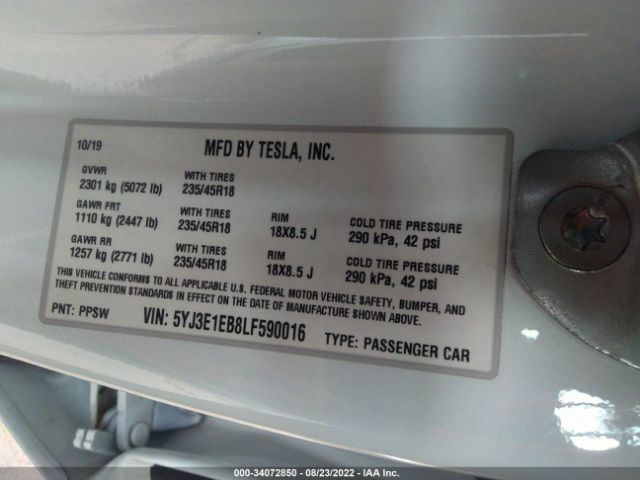 10/19
MFD BY TESLA, INC.
GVWR
2301 kg (5072 lb)
WITH TIRES
235/45R18
GAWR FRT
1110 kg (2447 lb)
WITH TIRES
235/45R18
RIM
18X8.5 J
COLD TIRE PRESSURE
290 kPa, 42 psi
GAWR RR
1257 kg (2771 lb)
WITH TIRES
235/45R18
RIM
18X8.5 J
COLD TIRE PRESSURE
290 kPa, 42 psi
THIS VEHICLE CONFORMS TO ALL APPLICABLE U.S. FEDERAL MOTOR VEHICLE SAFETY, BUMPER, AND
THEFT PREVENTION STANDARDS IN EFFECT ON THE DATE OF MANUFACTURE SHOWN ABOVE.
PNT: PPSW
VIN: 5YJ3E1EB8LF590016
TYPE: PASSENGER CAR
000-34072850 - 08/23/2022 - IAA Inc.